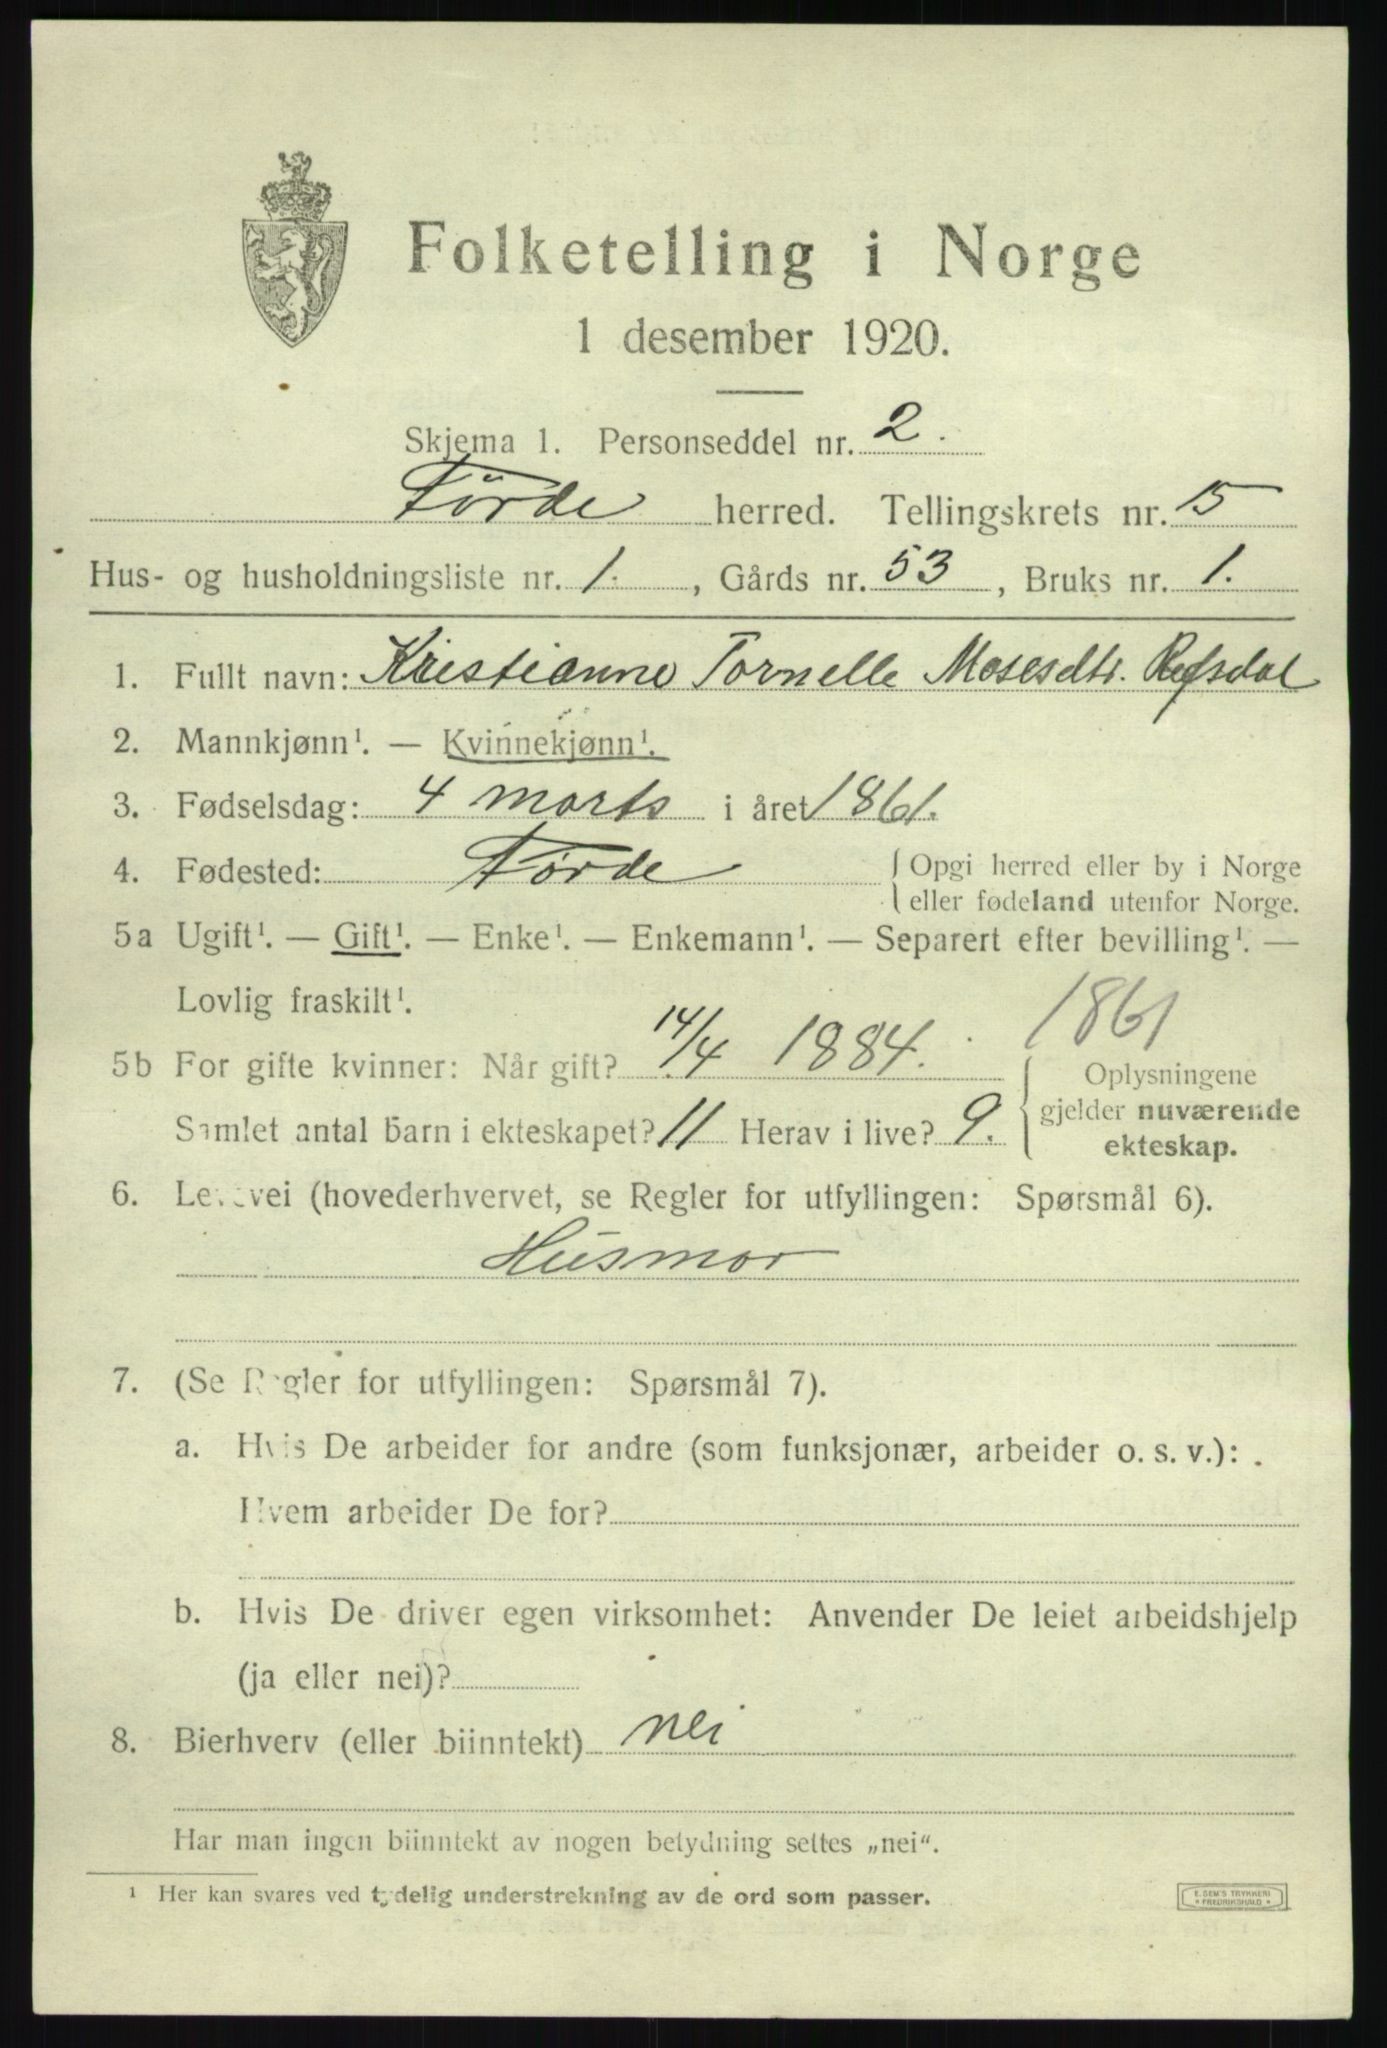 Folketelling i Norge
1 desember 1920.
Skjema 1. Personseddel nr. 2.
Førde herred. Tellingskrets nr. 15
Hus- og husholdningsliste nr. 1. , Gårds nr. 53 , Bruks nr. 1.
1. Fullt navn: Kristianne Tornelle Mosesdtr. Refsdal
2. Mannkjønn¹. — Kvinnekjønn¹.
3. Fødselsdag: 4 marts i året 1861.
4. Fødested: Førde { Opgi herred eller by i Norge
eller fødeland utenfor Norge.
5a Ugift¹. — Gift¹. — Enke¹. — Enkemann¹. — Separert efter bevilling¹. —
Lovlig fraskilt¹.
1861
5b For gifte kvinner: Når gift? 14/4 1884.
Samlet antal barn i ekteskapet? 11 Herav i live? 9.
{ Oplysningene
gjelder nuværende
ekteskap.
6. Levevei (hovederhvervet, se Regler for utfyllingen: Spørsmål 6).
Husmor
7. (Se Regler for utfyllingen: Spørsmål 7).
a. Hvis De arbeider for andre (som funksjonær, arbeider o. s. v.):
Hvem arbeider De for?
b. Hvis De driver egen virksomhet: Anvender De leiet arbeidshjelp
(ja eller nei)?
8. Bierhverv (eller biinntekt) nei
Har man ingen biinntekt av nogen betydning settes „nei“.
¹ Her kan svares ved tydelig understrekning av de ord som passer.
E. SEM'S TRYKKERI
FREDRIKSHALD